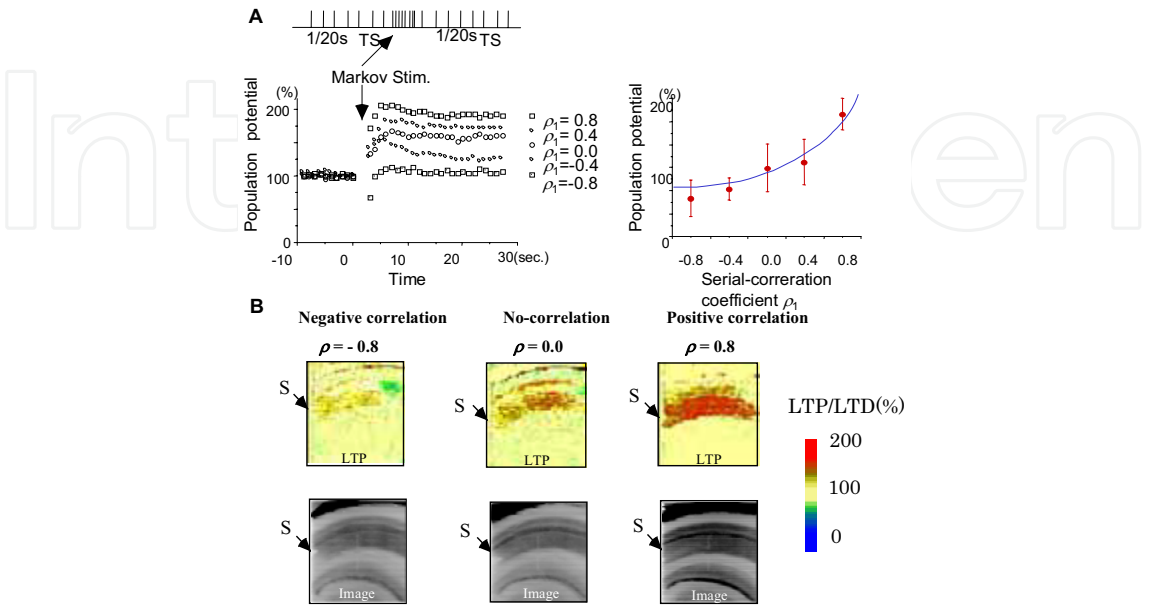 A
1/20s TS 1/20s TS
Markov Stim.
Population potential
(%)
200
100
0
-10 0 10 20 30(sec.)
Time
ρ1= 0.8
ρ1= 0.4
ρ1= 0.0
ρ1=-0.4
ρ1=-0.8
Population potential
(%)
200
100
0
-0.8 -0.4 0.0 0.4 0.8
Serial-correration
coefficient ρ1
B
Negative correlation No-correlation Positive correlation
ρ = - 0.8 ρ = 0.0 ρ = 0.8
S S S
LTP LTP LTP
LTP/LTD(%)
200
100
0
S S S
Image Image Image
Int en